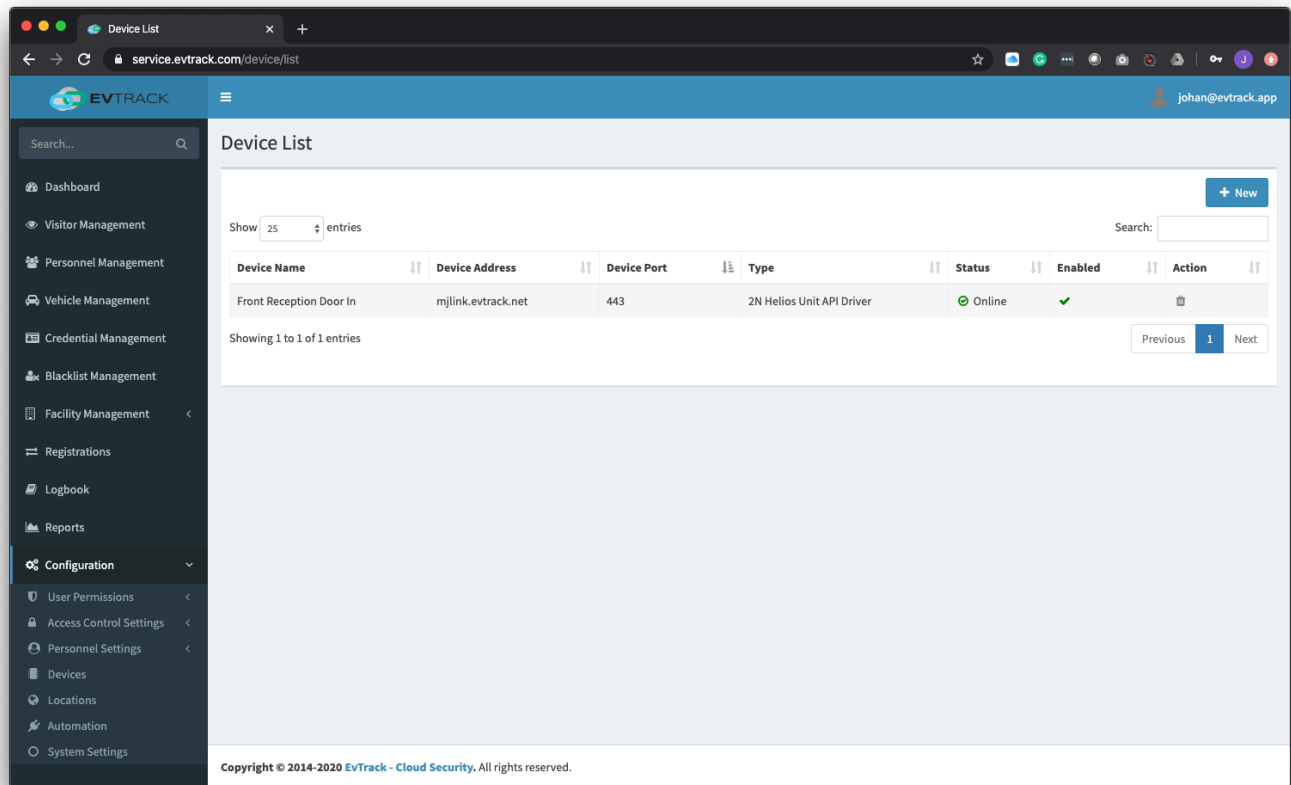 Device List
service.evtrack.com/device/list
J
EVTRACK
johan@evtrack.app
Search...
Device List
Dashboard
+ New
Visitor Management
Show 25 entries
Search:
Personnel Management
Device Name Device Address Device Port Type Status Enabled Action
Vehicle Management
Front Reception Door In mjlink.evtrack.net 443 2N Helios Unit API Driver Online
Credential Management
Showing 1 to 1 of 1 entries
Previous 1 Next
Blacklist Management
Facility Management
Registrations
Logbook
Reports
Configuration
User Permissions
Access Control Settings
Personnel Settings
Devices
Locations
Automation
System Settings
Copyright © 2014-2020 EvTrack - Cloud Security. All rights reserved.